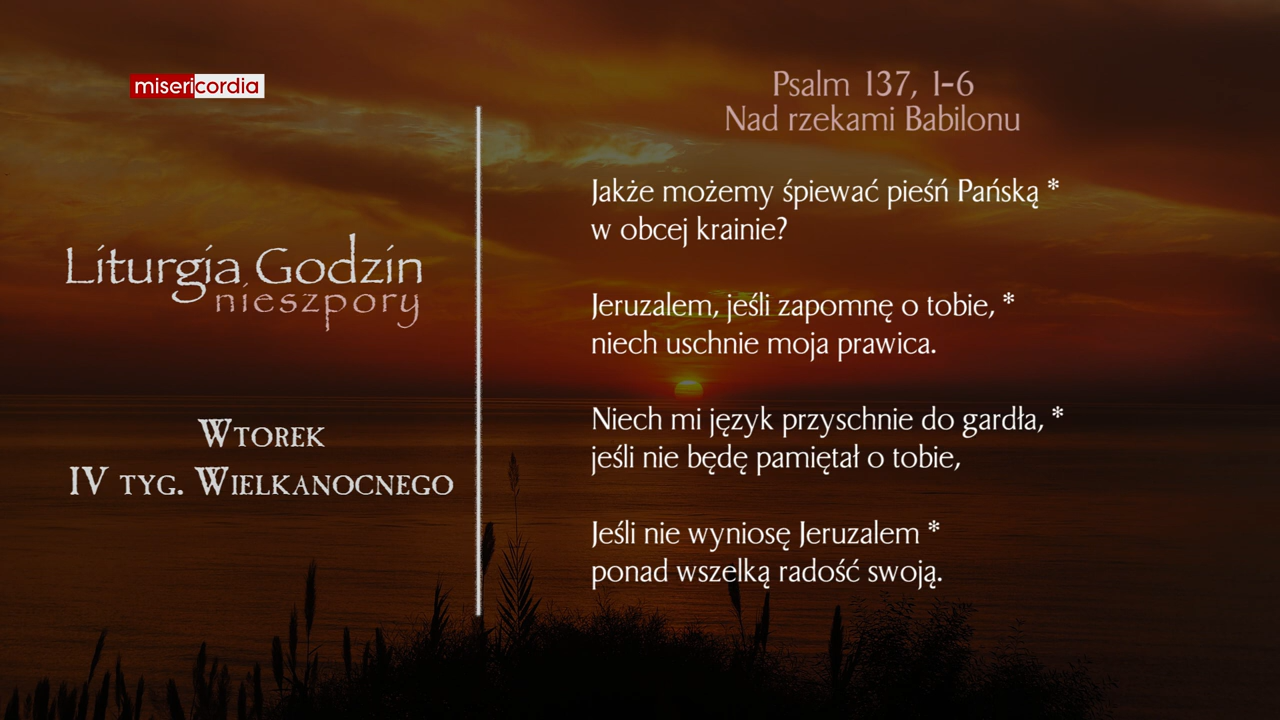 misericordia
Liturgia Godzin
nieszpory
Wtorek
IV tyg. Wielkanocnego
Psalm 137, 1-6
Nad rzekami Babilonu
Jakże możemy śpiewać pieśń Pańską *
w obcej krainie?
Jeruzalem, jeśli zapomnę o tobie, *
niech uschnie moja prawica.
Niech mi język przyschnie do gardła, *
jeśli nie będę pamiętał o tobie,
Jeśli nie wyniosę Jeruzalem *
ponad wszelką radość swoją.